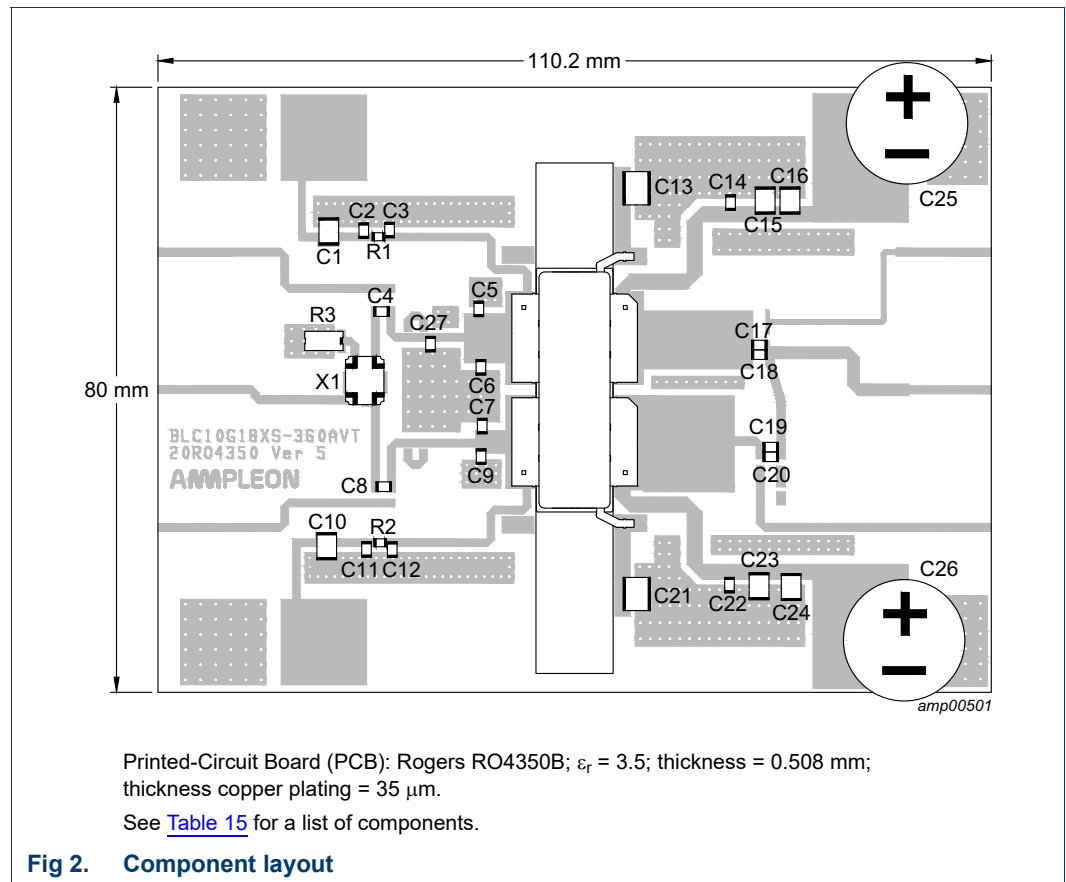 110.2 mm
80 mm
C25
C13
C14
C16
C15
C2
C3
C1
R1
C4
C5
R3
C27
X1
C6
C7
C17
C18
C19
C20
BLC10G18XS-360AVT
20RO4350 Ver 5
AMPLEON
C8
C9
C10
R2
C11
C12
C21
C22
C23
C24
C26
amp00501
Printed-Circuit Board (PCB): Rogers RO4350B; εr = 3.5; thickness = 0.508 mm;
thickness copper plating = 35 μm.
See Table 15 for a list of components.
Fig 2. Component layout